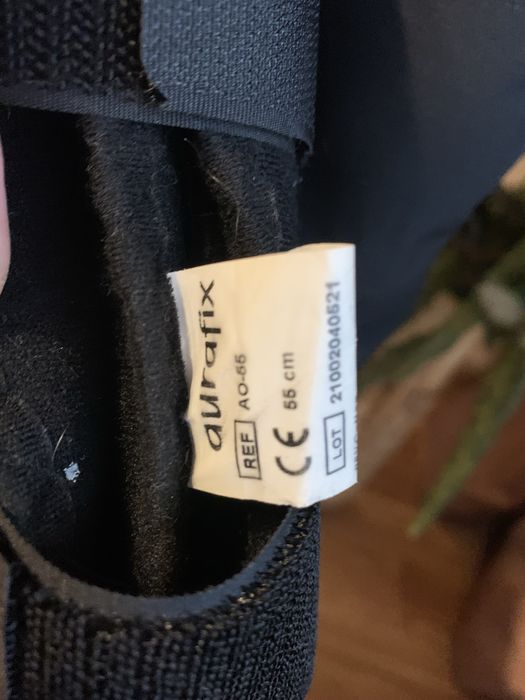 aurafix
REF AO-55
CE 55 cm
LOT 21002040521